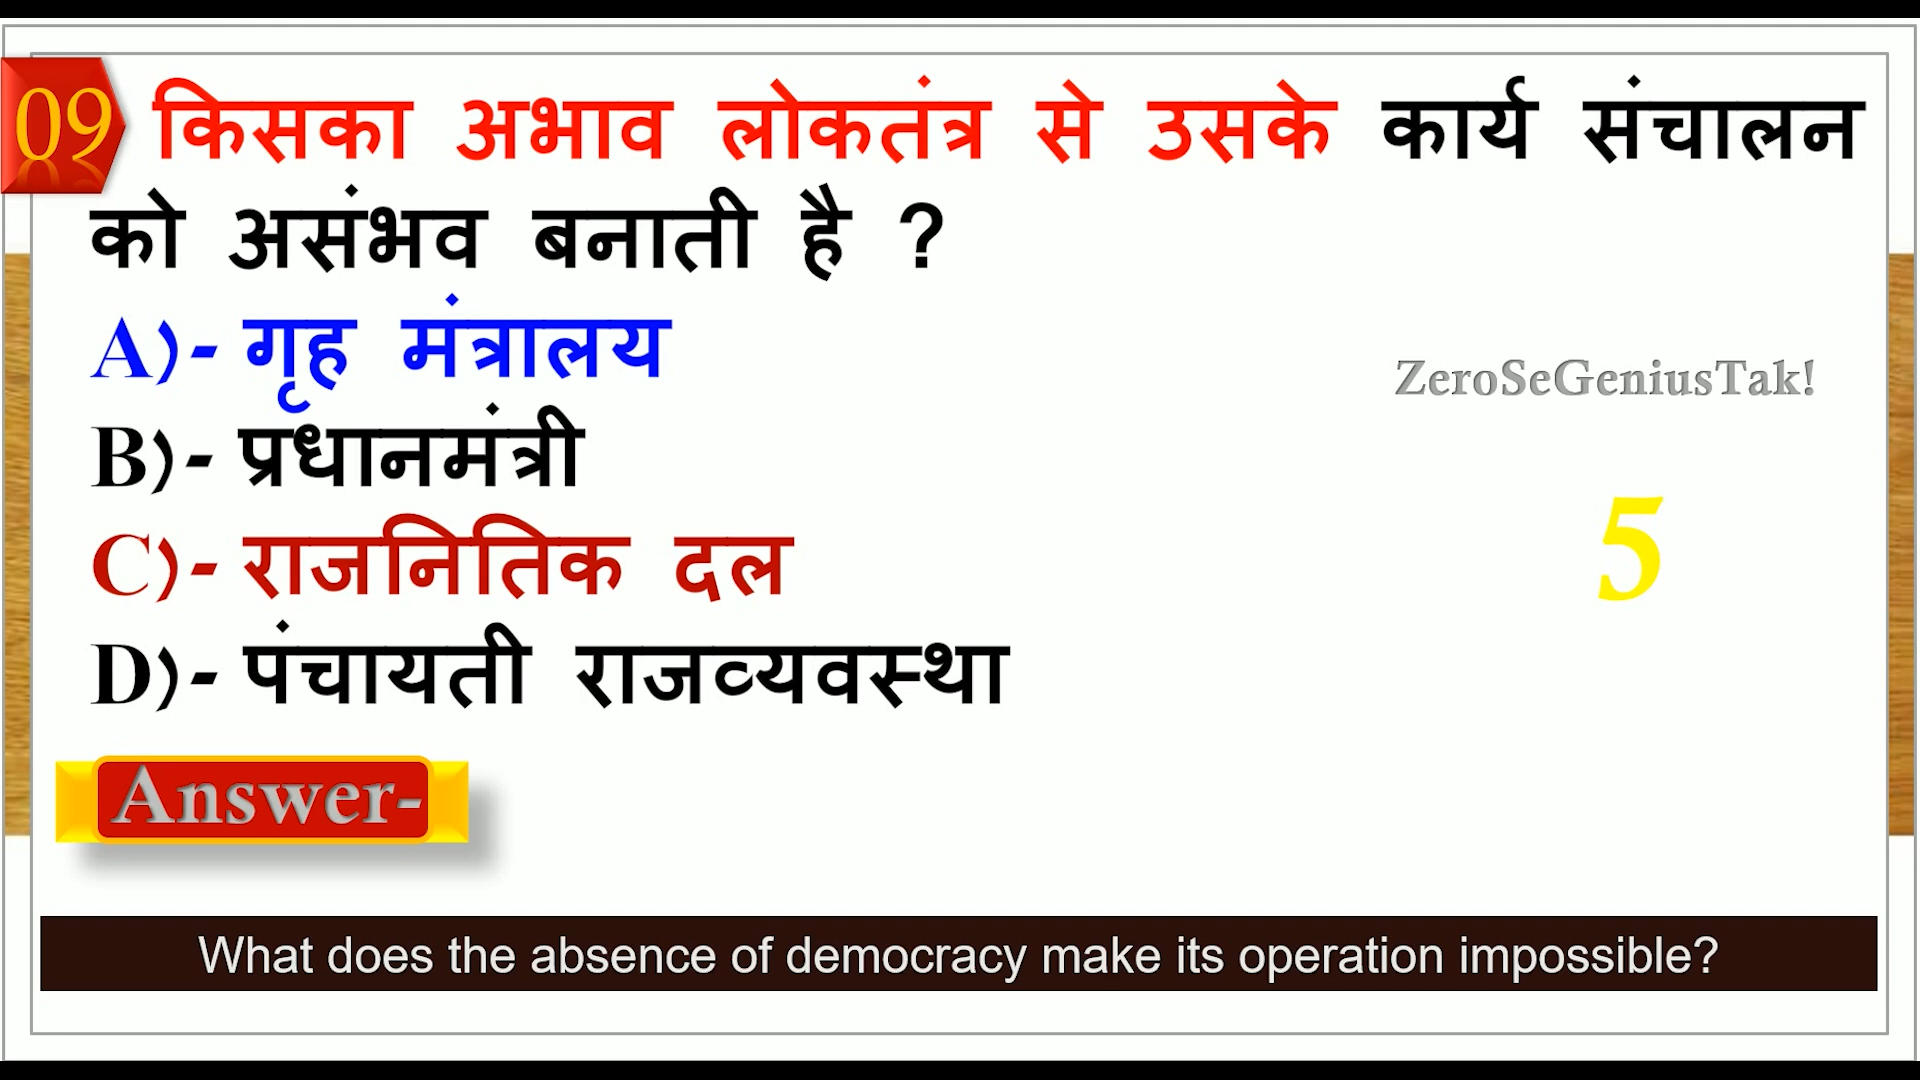 09 किसका अभाव लोकतंत्र से उसके कार्य संचालन
को असंभव बनाती है ?
A)- गृह मंत्रालय
ZeroSeGeniusTak!
B)- प्रधानमंत्री
5
C)- राजनितिक दल
D)- पंचायती राजव्यवस्था
Answer-
What does the absence of democracy make its operation impossible?